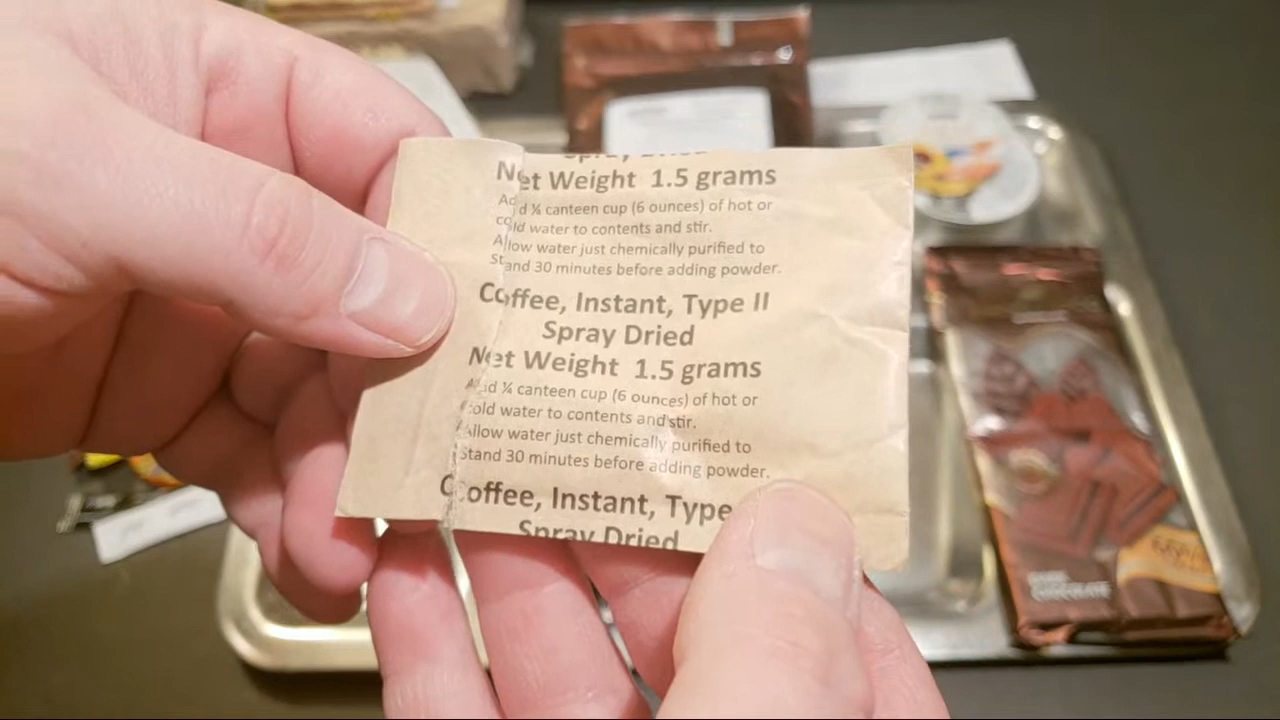 Spray Dried
Net Weight 1.5 grams
Add ¼ canteen cup (6 ounces) of hot or
cold water to contents and stir.
Allow water just chemically purified to
Stand 30 minutes before adding powder.
Coffee, Instant, Type II
Spray Dried
Net Weight 1.5 grams
Add ¼ canteen cup (6 ounces) of hot or
Cold water to contents and stir.
Allow water just chemically purified to
Stand 30 minutes before adding powder.
Coffee, Instant, Type
Spray Dried
DARK
CHOCOLATE